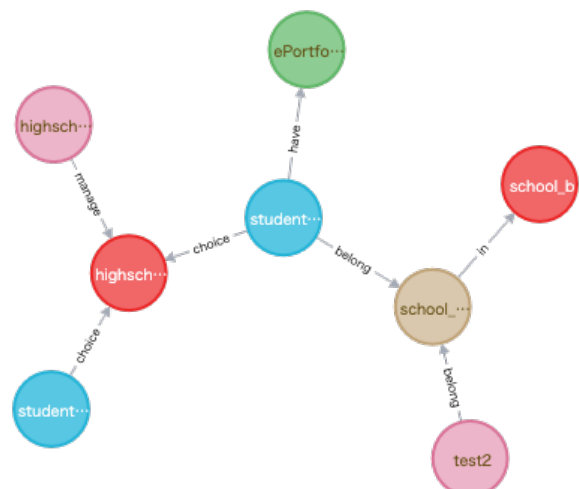 ePortfo…
highsch…
have
manage
school_b
student…
choice
in
belong
highsch…
school_…
choice
belong
student…
test2